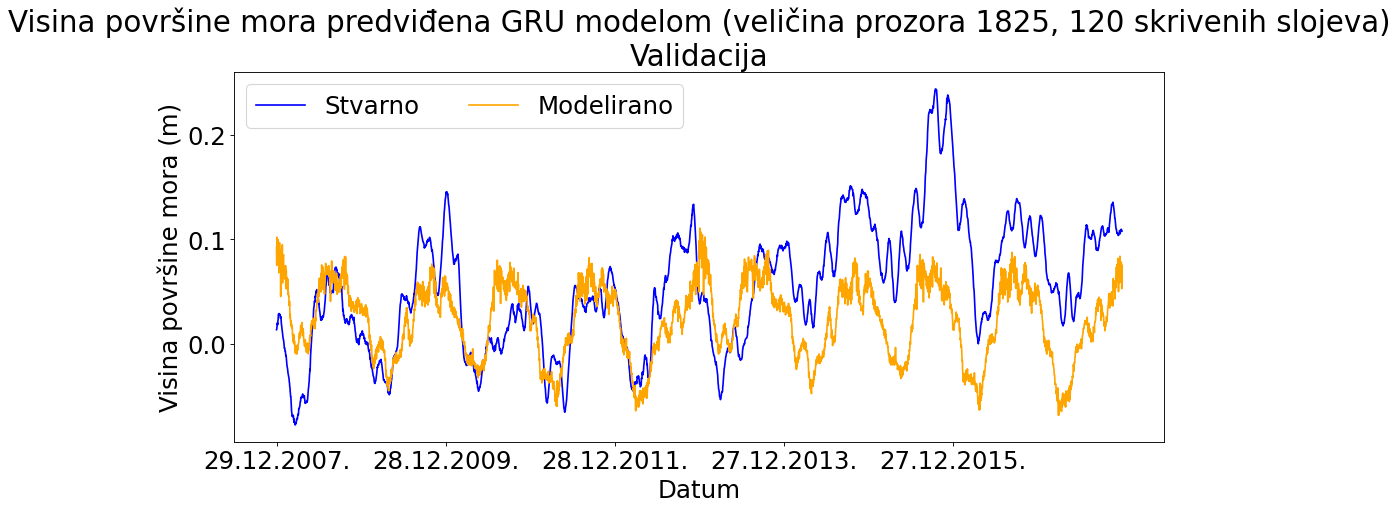 Visina površine mora predviđena GRU modelom (veličina prozora 1825, 120 skrivenih slojeva)
Validacija
Stvarno
Modelirano
Visina površine mora (m)
0.2
0.1
0.0
29.12.2007.
28.12.2009.
28.12.2011.
27.12.2013.
27.12.2015.
Datum